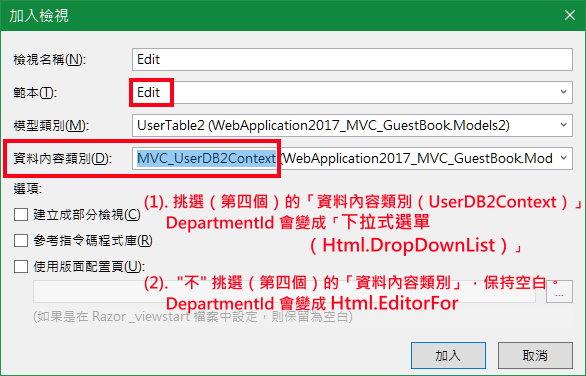 加入檢視
檢視名稱(N): Edit
範本(T): Edit
模型類別(M): UserTable2 (WebApplication2017_MVC_GuestBook.Models2)
資料內容類別(D): MVC_UserDB2Context (WebApplication2017_MVC_GuestBook.Mod
選項:
(1). 挑選（第四個）的「資料內容類別（UserDB2Context）」
建立成部分檢視(C)
DepartmentId 會變成「下拉式選單
參考指令碼程式庫(R)
（Html.DropDownList）」
使用版面配置頁(U):
(2). "不" 挑選（第四個）的「資料內容類別」，保持空白。
DepartmentId 會變成 Html.EditorFor
...
(如果是在 Razor _viewstart 檔案中設定，則保留為空白)
加入 取消